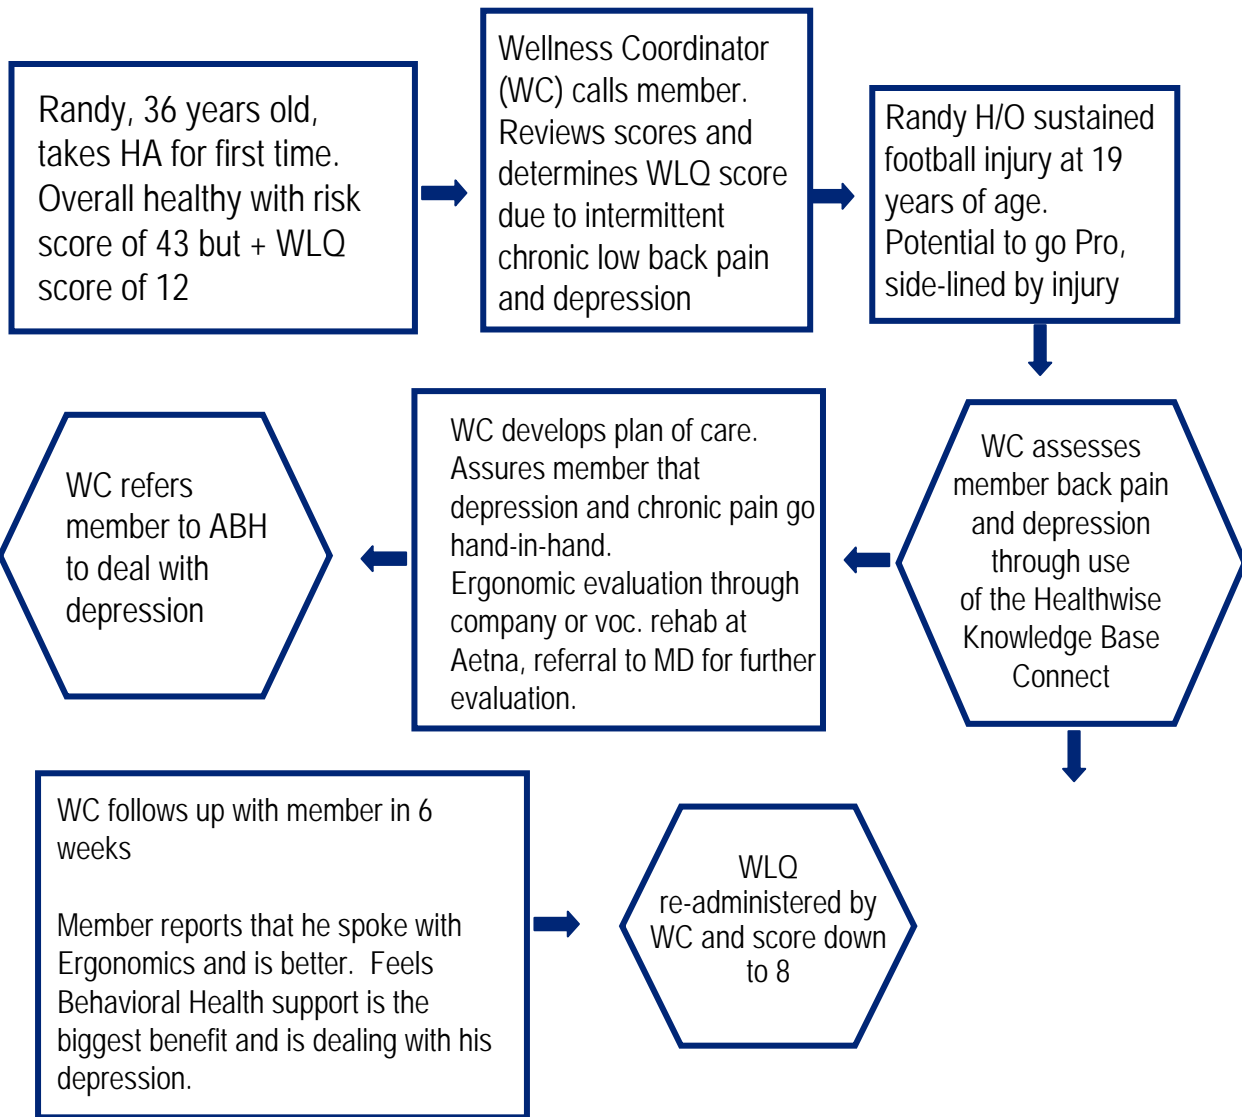 Randy, 36 years old,
takes HA for first time.
Overall healthy with risk
score of 43 but + WLQ
score of 12
Wellness Coordinator
(WC) calls member.
Reviews scores and
determines WLQ score
due to intermittent
chronic low back pain
and depression
Randy H/O sustained
football injury at 19
years of age.
Potential to go Pro,
side-lined by injury
WC assesses
member back pain
and depression
through use
of the Healthwise
Knowledge Base
Connect
WC develops plan of care.
Assures member that
depression and chronic pain go
hand-in-hand.
Ergonomic evaluation through
company or voc. rehab at
Aetna, referral to MD for further
evaluation.
WC refers
member to ABH
to deal with
depression
WC follows up with member in 6
weeks
Member reports that he spoke with
Ergonomics and is better.  Feels
Behavioral Health support is the
biggest benefit and is dealing with his
depression.
WLQ
re-administered by
WC and score down
to 8